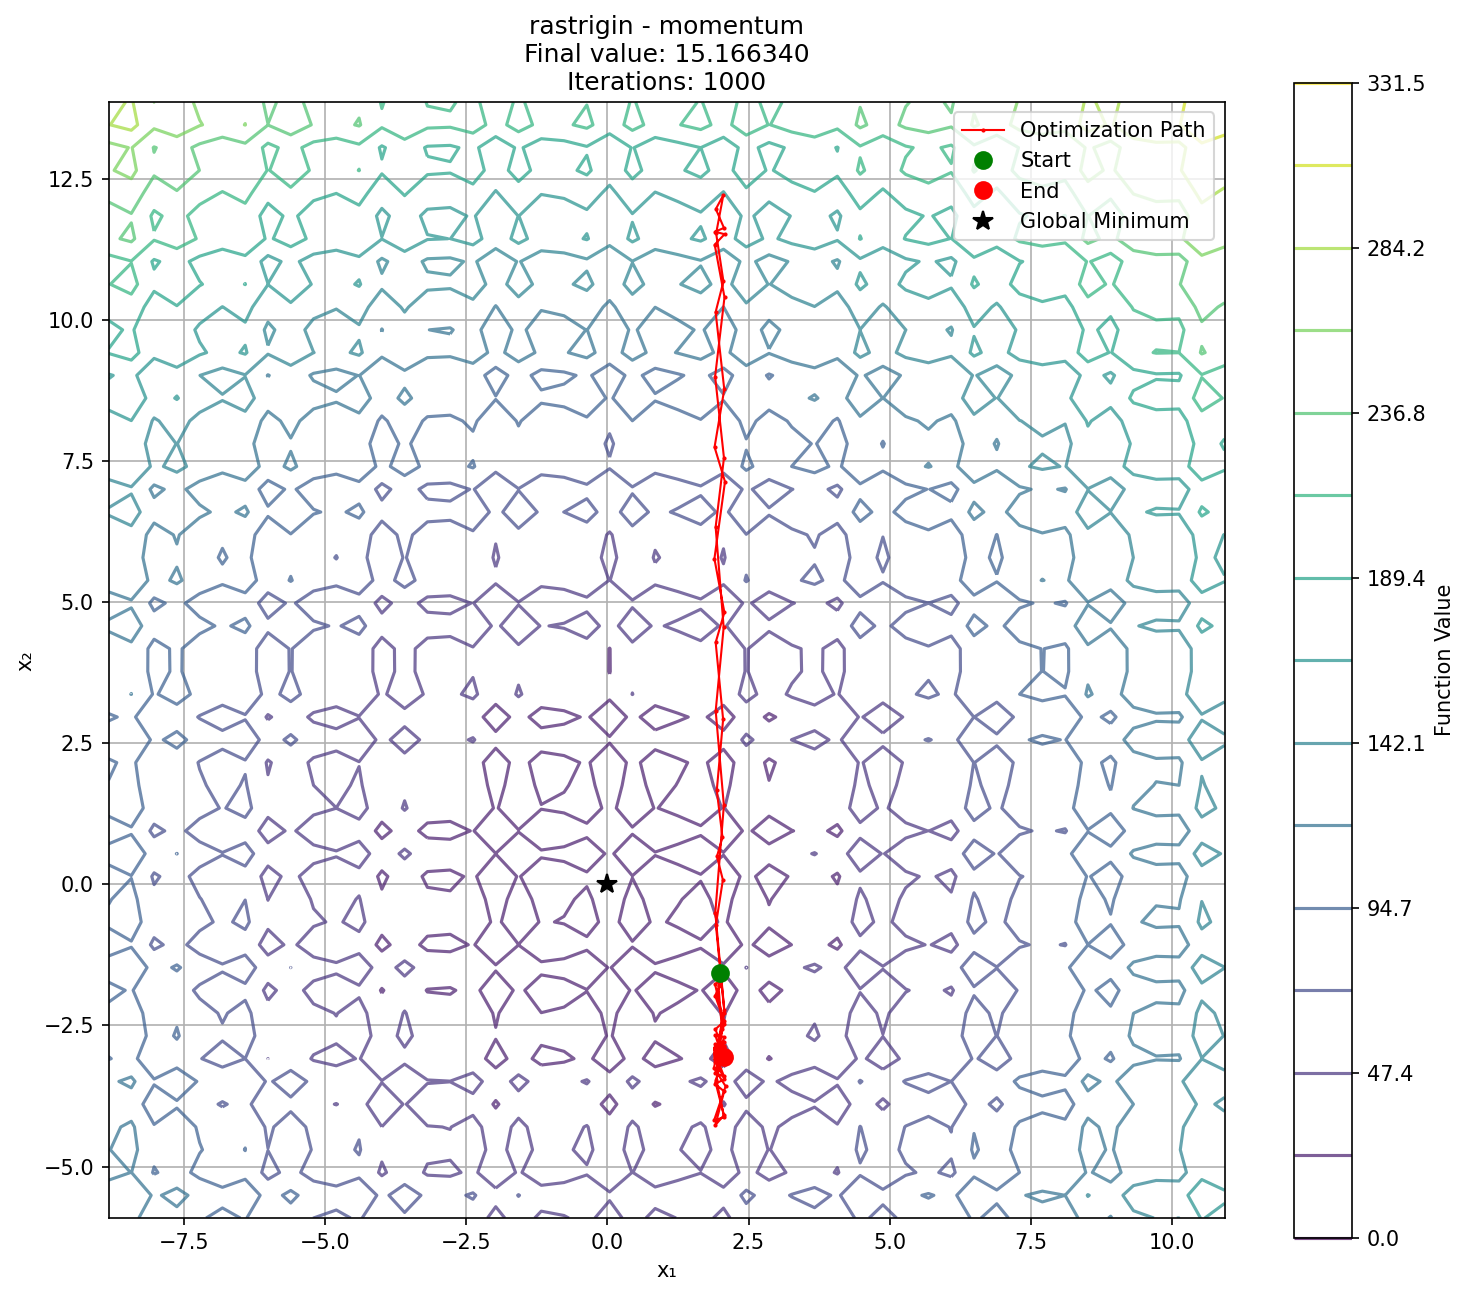 rastrigin - momentum
Final value: 15.166340
Iterations: 1000
Optimization Path
Start
End
Global Minimum
12.5
10.0
7.5
5.0
2.5
0.0
−2.5
−5.0
x₂
−7.5
−5.0
−2.5
0.0
2.5
5.0
7.5
10.0
x₁
331.5
284.2
236.8
189.4
142.1
94.7
47.4
0.0
Function Value